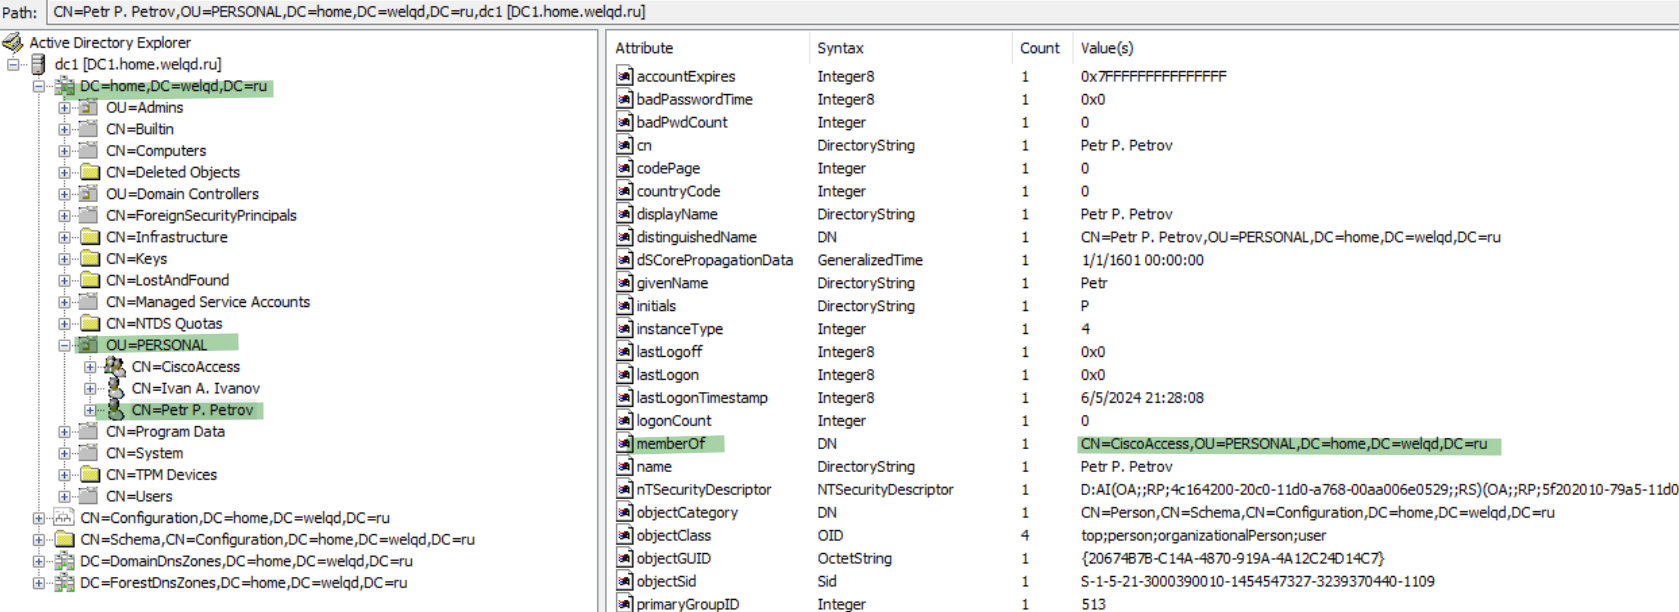 Path: CN=Petr P. Petrov,OU=PERSONAL,DC=home,DC=welqd,DC=ru,dc1 [DC1.home.welqd.ru]
Active Directory Explorer
dc1 [DC1.home.welqd.ru]
DC=home,DC=welqd,DC=ru
OU=Admins
CN=Builtin
CN=Computers
CN=Deleted Objects
OU=Domain Controllers
CN=ForeignSecurityPrincipals
CN=Infrastructure
CN=Keys
CN=LostAndFound
CN=Managed Service Accounts
CN=NTDS Quotas
OU=PERSONAL
CN=CiscoAccess
CN=Ivan A. Ivanov
CN=Petr P. Petrov
CN=Program Data
CN=System
CN=TPM Devices
CN=Users
CN=Configuration,DC=home,DC=welqd,DC=ru
CN=Schema,CN=Configuration,DC=home,DC=welqd,DC=ru
DC=DomainDnsZones,DC=home,DC=welqd,DC=ru
DC=ForestDnsZones,DC=home,DC=welqd,DC=ru
Attribute Syntax Count Value(s)
accountExpires Integer8 1 0x7FFFFFFFFFFFFFFF
badPasswordTime Integer8 1 0x0
badPwdCount Integer 1 0
cn DirectoryString 1 Petr P. Petrov
codePage Integer 1 0
countryCode Integer 1 0
displayName DirectoryString 1 Petr P. Petrov
distinguishedName DN 1 CN=Petr P. Petrov,OU=PERSONAL,DC=home,DC=welqd,DC=ru
dSCorePropagationData GeneralizedTime 1 1/1/1601 00:00:00
givenName DirectoryString 1 Petr
initials DirectoryString 1 P
instanceType Integer 1 4
lastLogoff Integer8 1 0x0
lastLogon Integer8 1 0x0
lastLogonTimestamp Integer8 1 6/5/2024 21:28:08
logonCount Integer 1 0
memberOf DN 1 CN=CiscoAccess,OU=PERSONAL,DC=home,DC=welqd,DC=ru
name DirectoryString 1 Petr P. Petrov
nTSecurityDescriptor NTSecurityDescriptor 1 D:AI(OA;;RP;4c164200-20c0-11d0-a768-00aa006e0529;;RS)(OA;;RP;5f202010-79a5-11d0
objectCategory DN 1 CN=Person,CN=Schema,CN=Configuration,DC=home,DC=welqd,DC=ru
objectClass OID 4 top;person;organizationalPerson;user
objectGUID OctetString 1 {20674B7B-C14A-4870-919A-4A12C24D14C7}
objectSid Sid 1 S-1-5-21-3000390010-1454547327-3239370440-1109
primaryGroupID Integer 1 513